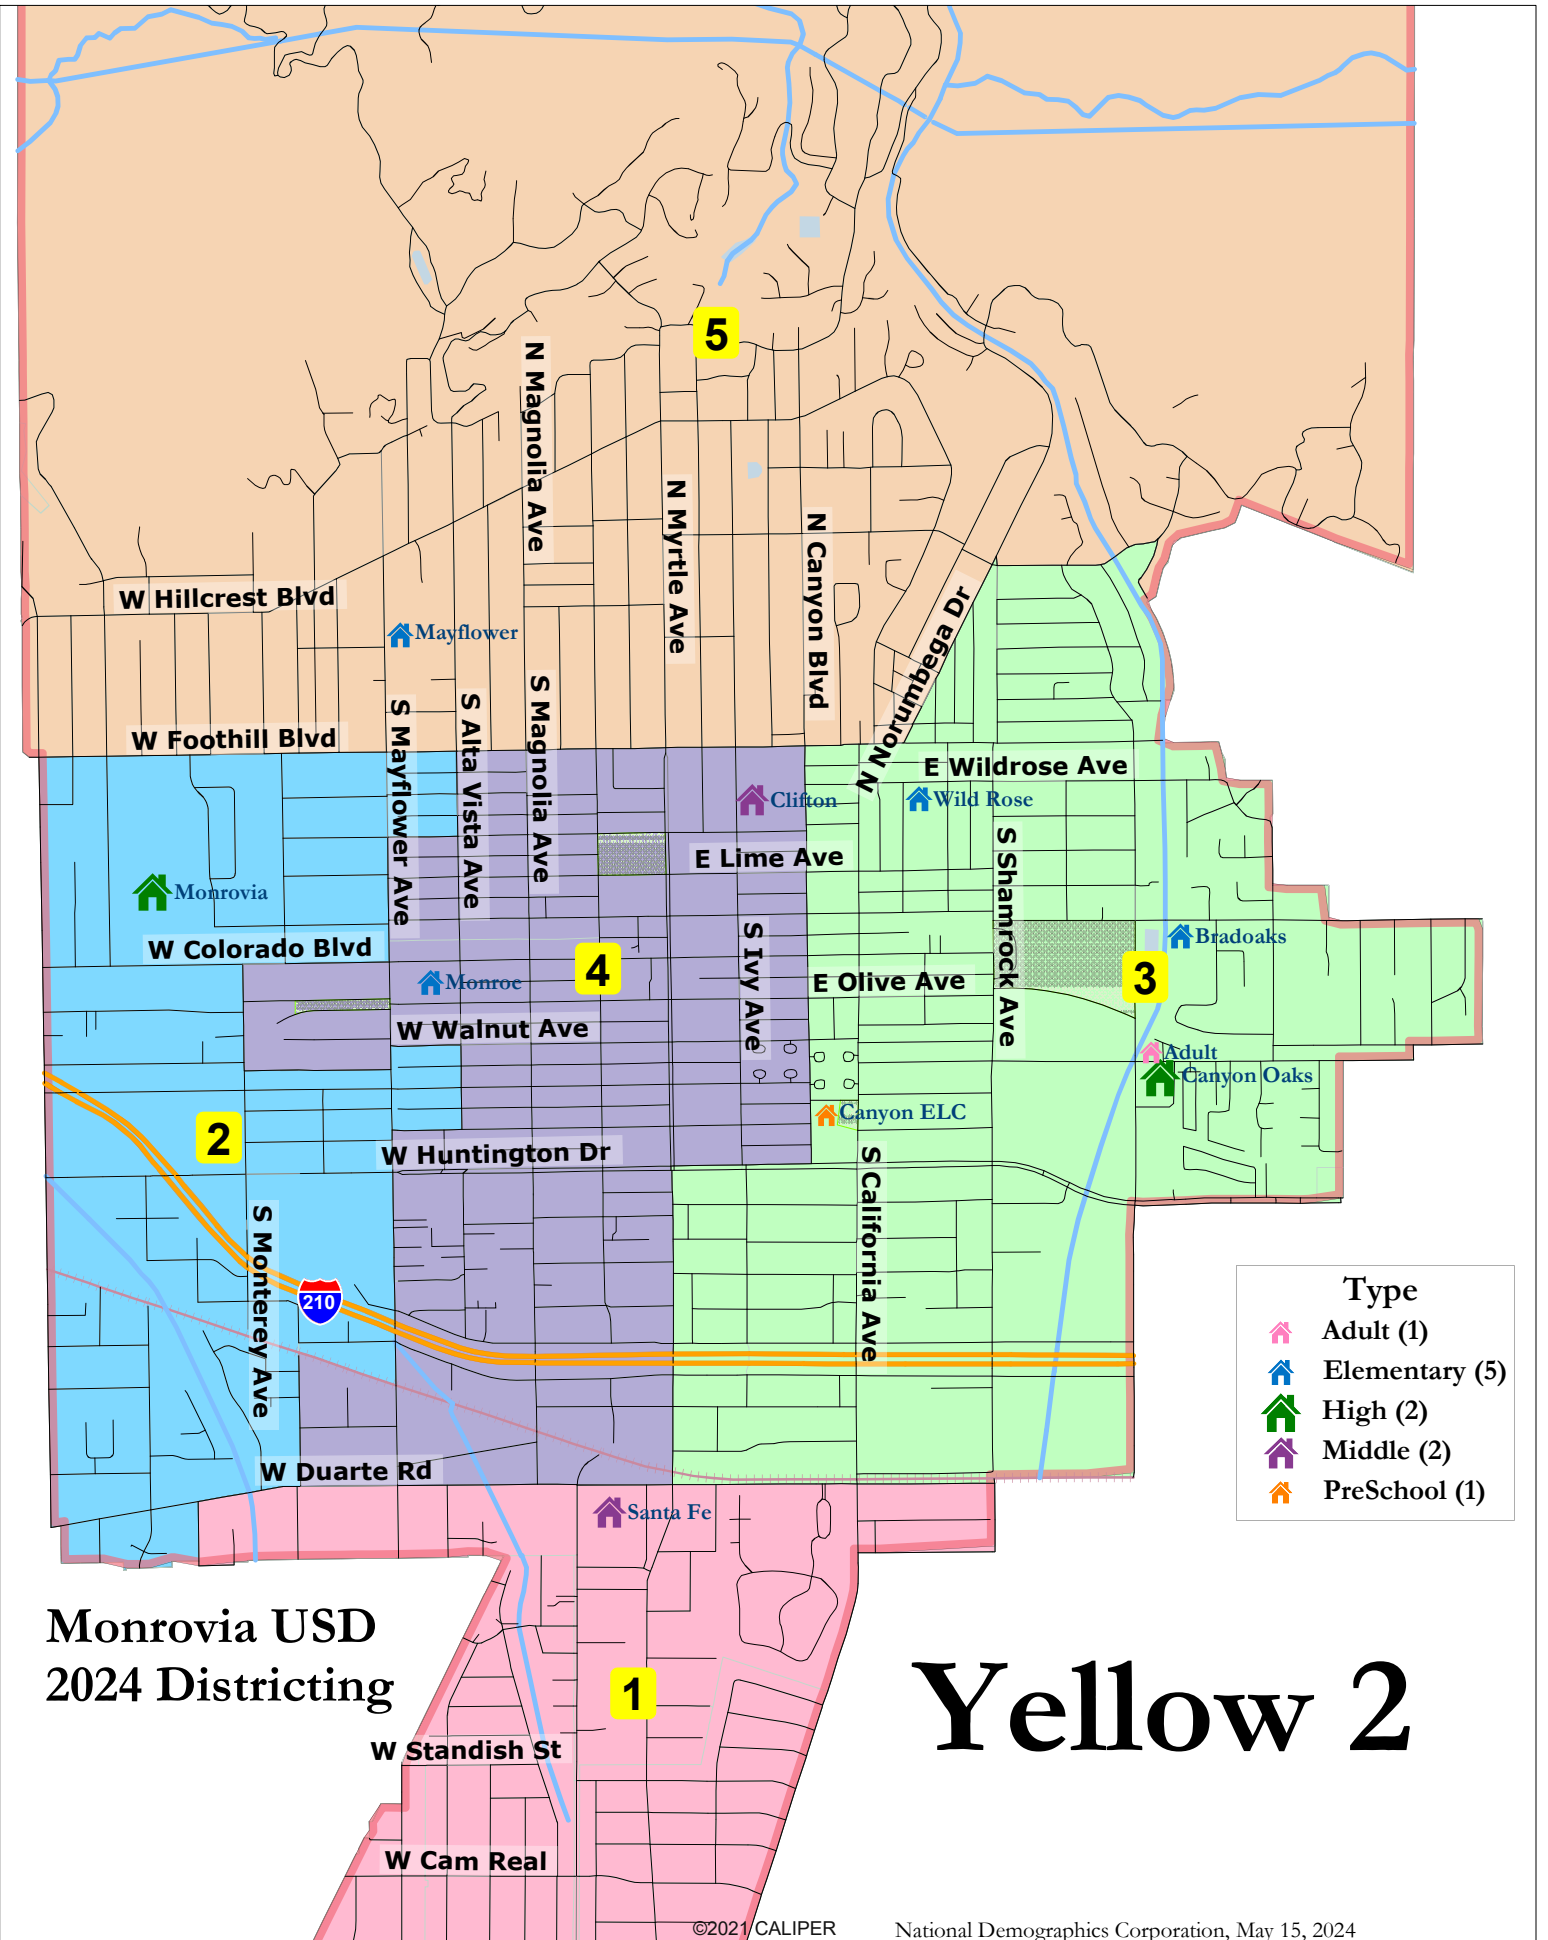 5
N Magnolia Ave
N Myrtle Ave
N Canyon Blvd
W Hillcrest Blvd
N Norumbega Dr
Mayflower
S Mayflower Ave
S Alta Vista Ave
S Magnolia Ave
W Foothill Blvd
E Wildrose Ave
Clifton
Wild Rose
S Shamrock Ave
E Lime Ave
Monrovia
W Colorado Blvd
S Ivy Ave
Bradoaks
4
Monroe
E Olive Ave
3
W Walnut Ave
Adult
Canyon Oaks
Canyon ELC
2
W Huntington Dr
S California Ave
S Monterey Ave
210
Type
Adult (1)
Elementary (5)
High (2)
Middle (2)
PreSchool (1)
W Duarte Rd
Santa Fe
Monrovia USD
2024 Districting
1
Yellow 2
W Standish St
W Cam Real
©2021 CALIPER
National Demographics Corporation, May 15, 2024